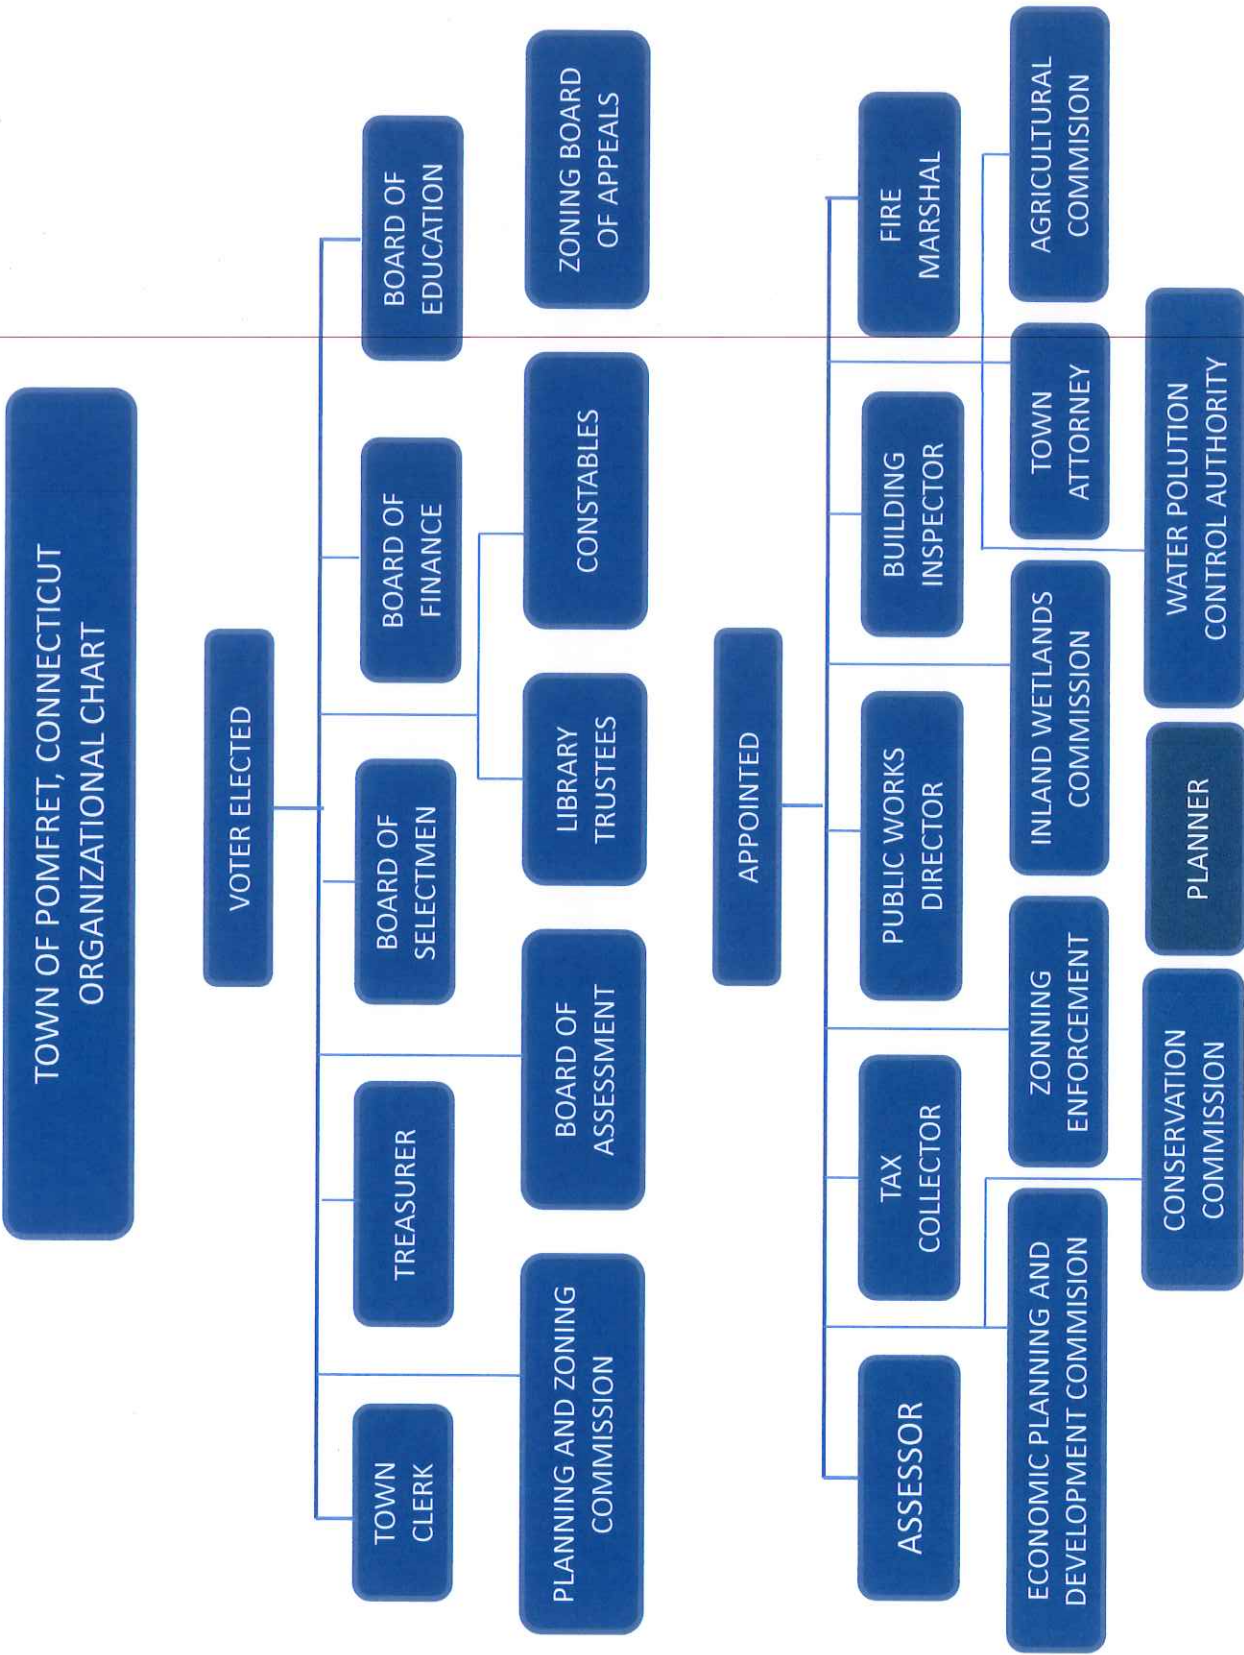 TOWN OF POMFRET, CONNECTICUT
ORGANIZATIONAL CHART
VOTER ELECTED
TOWN
CLERK
TREASURER
BOARD OF
SELECTMEN
BOARD OF
FINANCE
BOARD OF
EDUCATION
PLANNING AND ZONING
COMMISSION
BOARD OF
ASSESSMENT
LIBRARY
TRUSTEES
CONSTABLES
ZONING BOARD
OF APPEALS
APPOINTED
ASSESSOR
TAX
COLLECTOR
PUBLIC WORKS
DIRECTOR
BUILDING
INSPECTOR
FIRE
MARSHAL
ECONOMIC PLANNING AND
DEVELOPMENT COMMISION
ZONNING
ENFORCEMENT
INLAND WETLANDS
COMMISSION
TOWN
ATTORNEY
AGRICULTURAL
COMMISION
CONSERVATION
COMMISSION
PLANNER
WATER POLUTION
CONTROL AUTHORITY